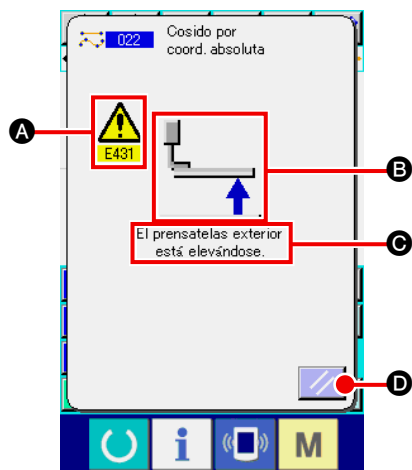 022
Cosido por
coord. absoluta
A
E431
B
El prensatelas exterior
está elevándose.
C
D
M